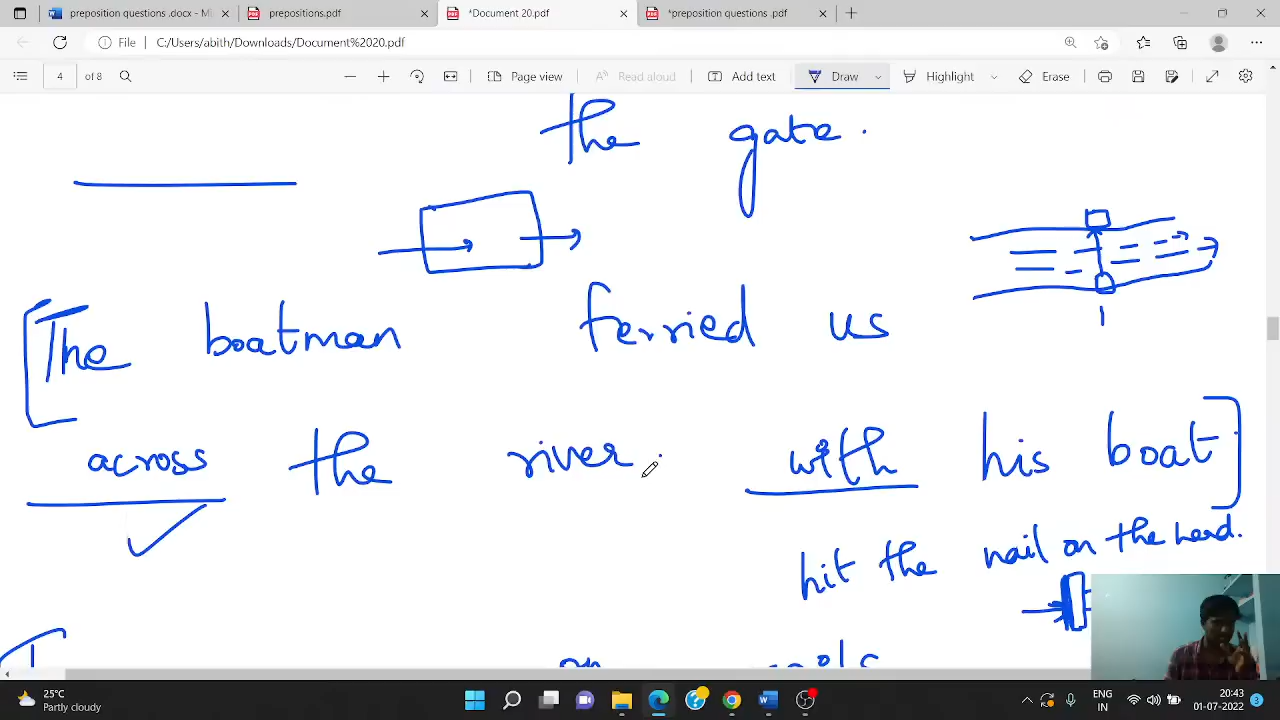 preposition questions .docx - Mi
prepositions.pdf
*Document 20.pdf
*preposition questions .pdf
File
C:/Users/abith/Downloads/Document%2020.pdf
4
of 8
Page view
Read aloud
Add text
Draw
Highlight
Erase
the gate.
The boatman ferried us
across the river. with his boat
hit the nail on the head.
on
25°C
Partly cloudy
ENG
IN
20:43
01-07-2022
3